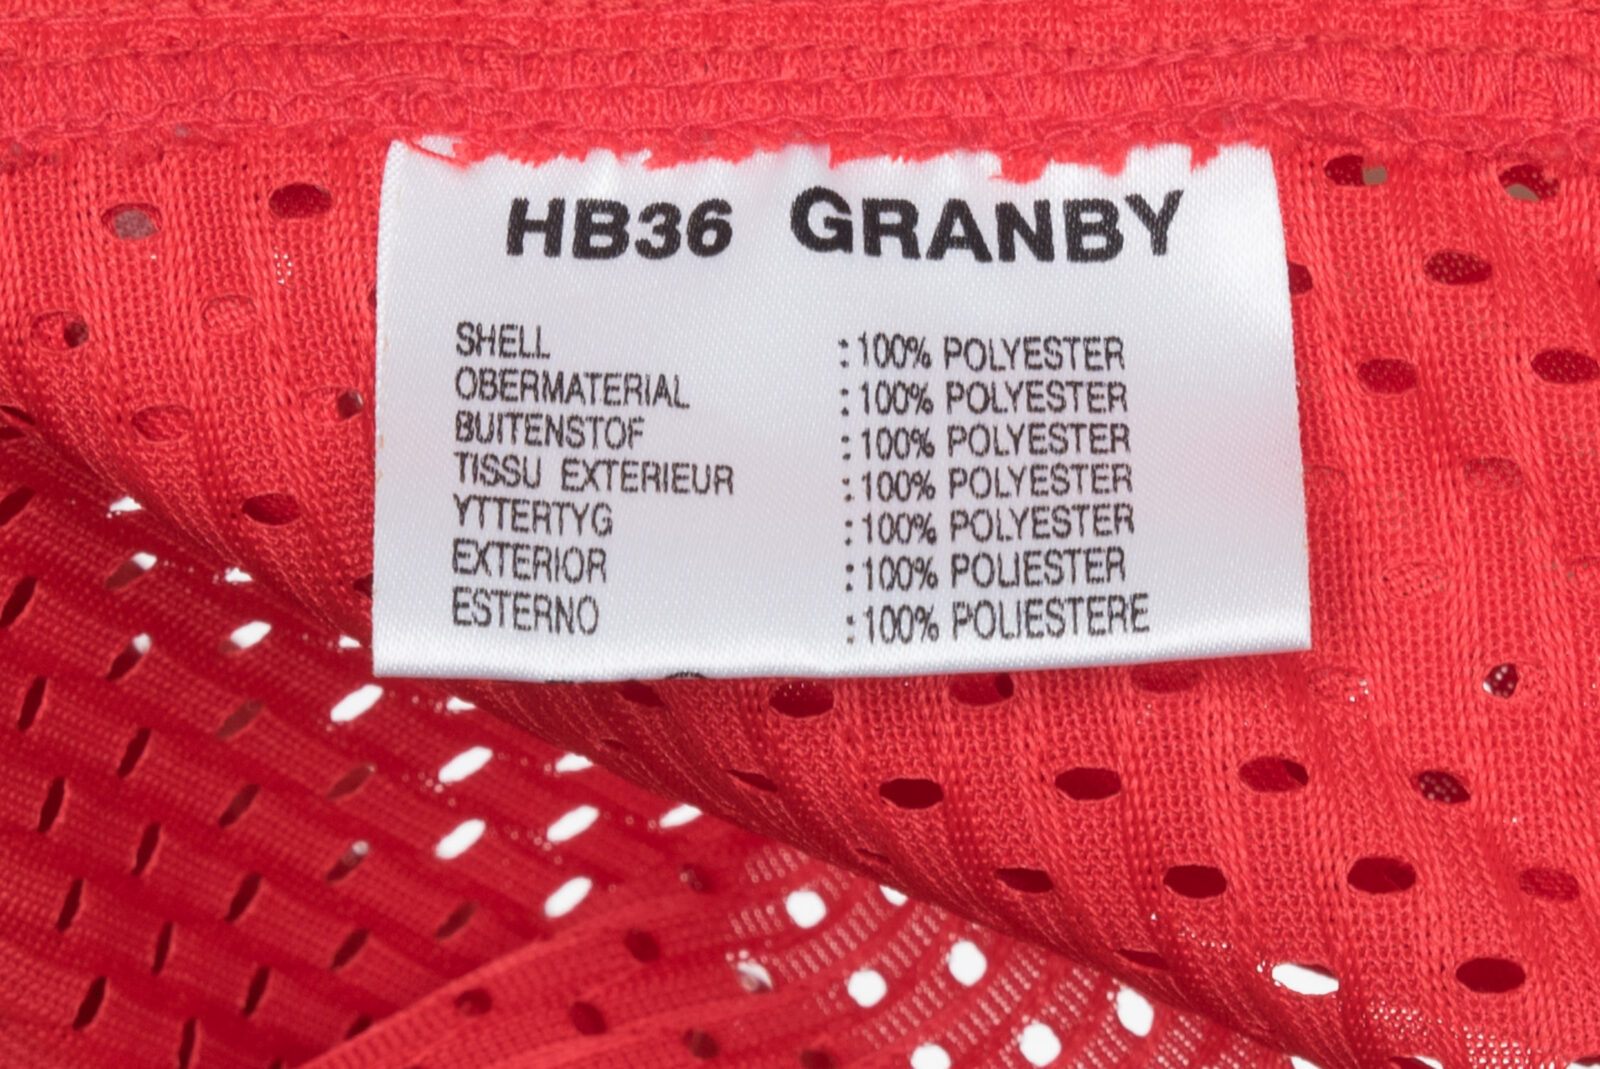 HB36 GRANBY
SHELL : 100% POLYESTER
OBERMATERIAL : 100% POLYESTER
BUITENSTOF : 100% POLYESTER
TISSU EXTERIEUR : 100% POLYESTER
YTTERTYG : 100% POLYESTER
EXTERIOR : 100% POLIESTER
ESTERNO : 100% POLIESTERE